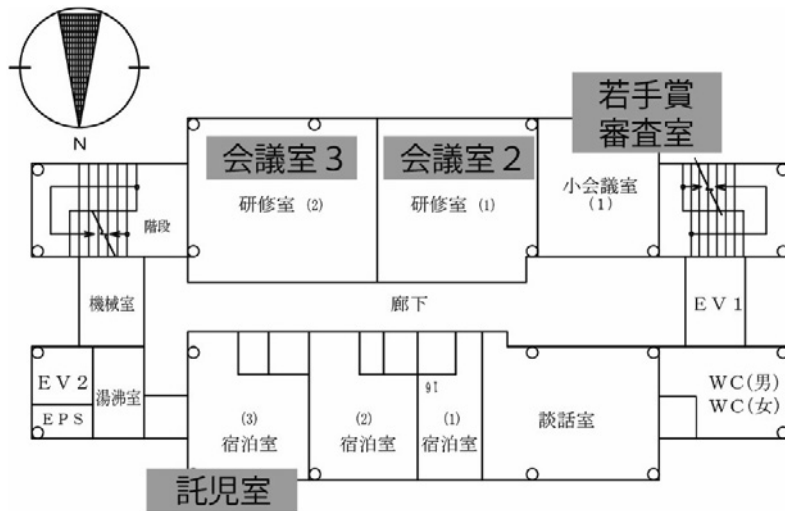 N
若手賞
審査室
会議室3
会議室2
研修室 (2)
研修室 (1)
小会議室
(1)
階段
機械室
廊下
EV1
EV2
EPS
湯沸室
(3)
宿泊室
(2)
宿泊室
(1)
宿泊室
談話室
WC(男)
WC(女)
託児室